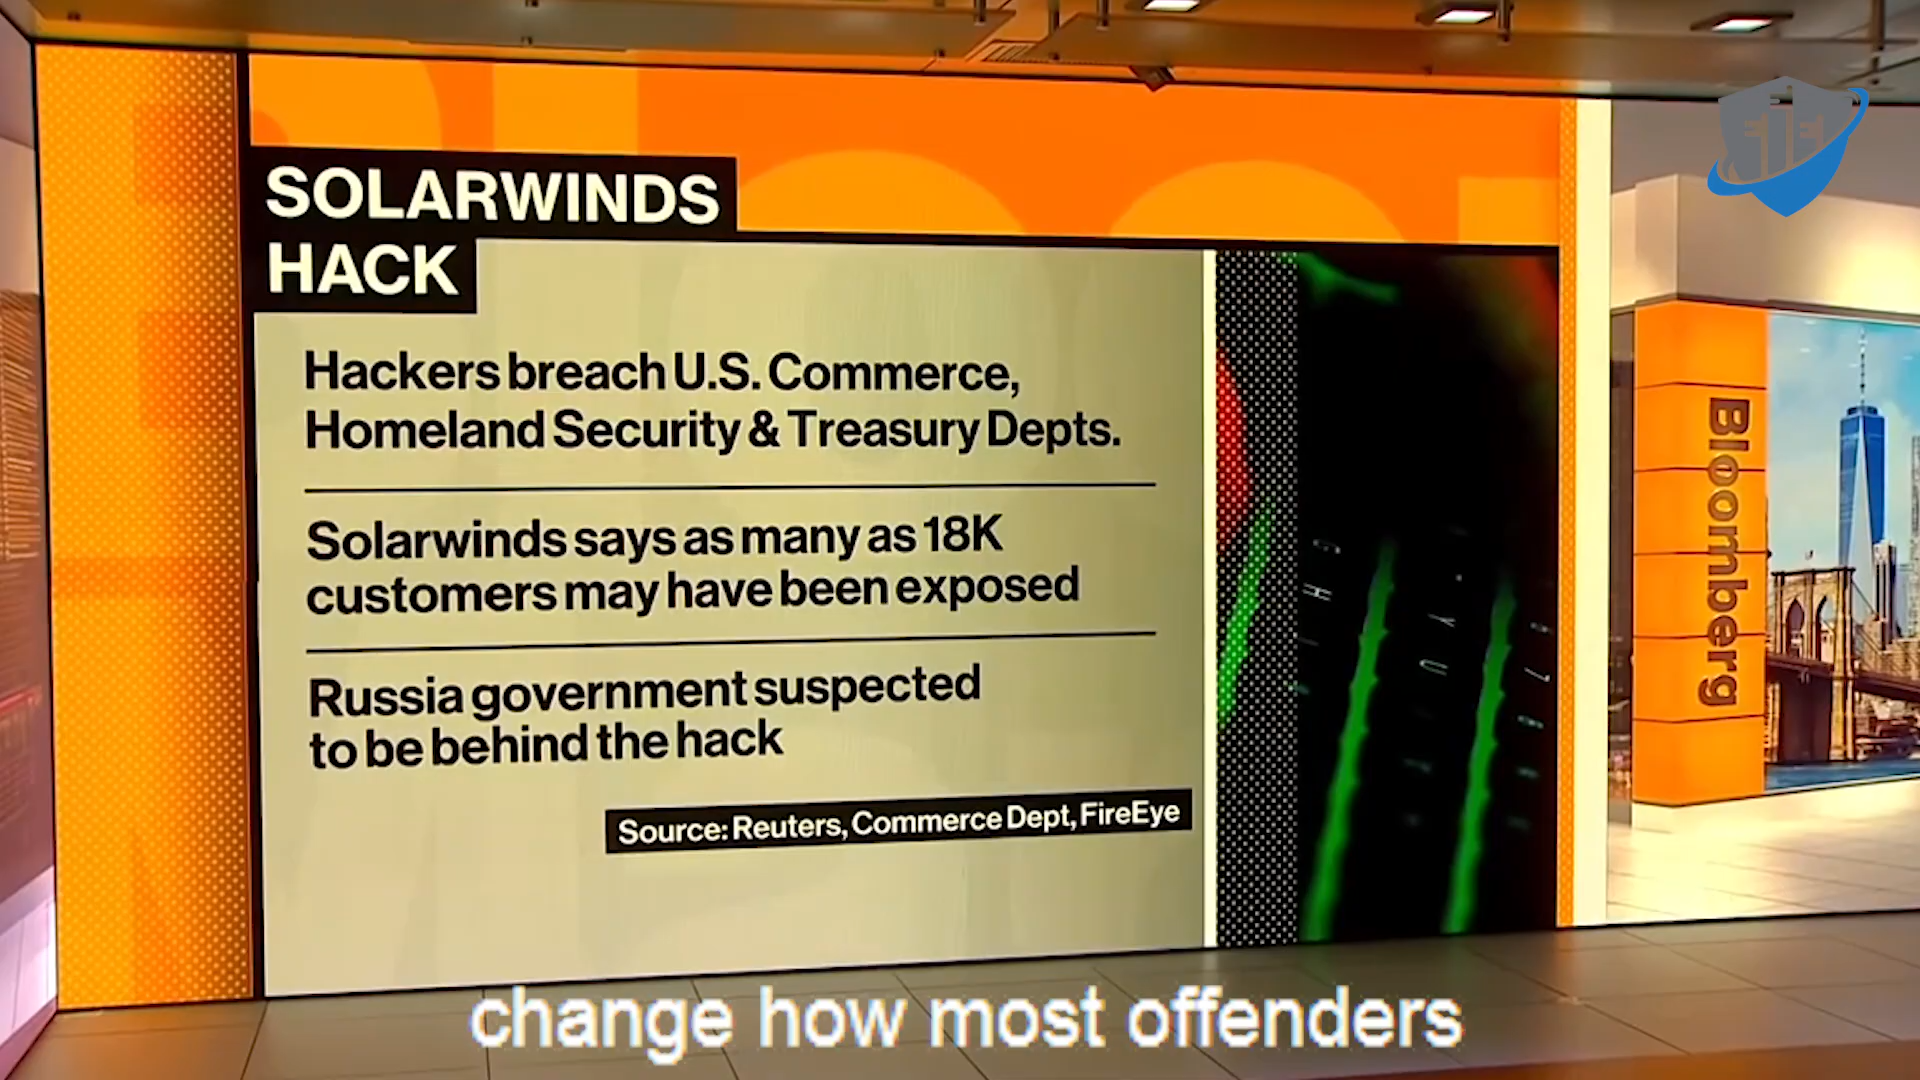 SOLARWINDS
HACK
Hackers breach U.S. Commerce,
Homeland Security & Treasury Depts.
Solarwinds says as many as 18K
customers may have been exposed
Russia government suspected
to be behind the hack
Source: Reuters, Commerce Dept, FireEye
Bloomberg
change how most offenders